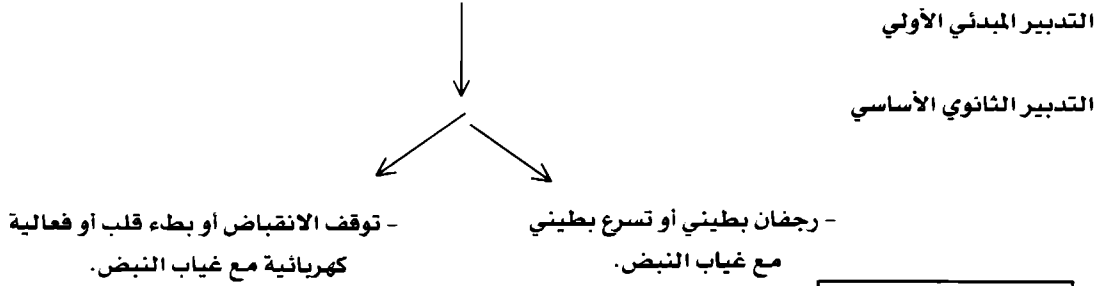 التدبير المبدئي الأولي
التدبير الثانوي الأساسي
- رجفان بطيني أو تسرع بطيني
مع غياب النبض.
- توقف الانقباض أو بطء قلب أو فعالية
كهربائية مع غياب النبض.